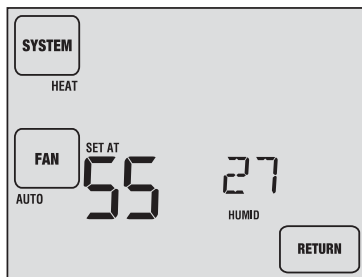 SYSTEM
HEAT
FAN
AUTO
SET AT
55
27
HUMID
RETURN